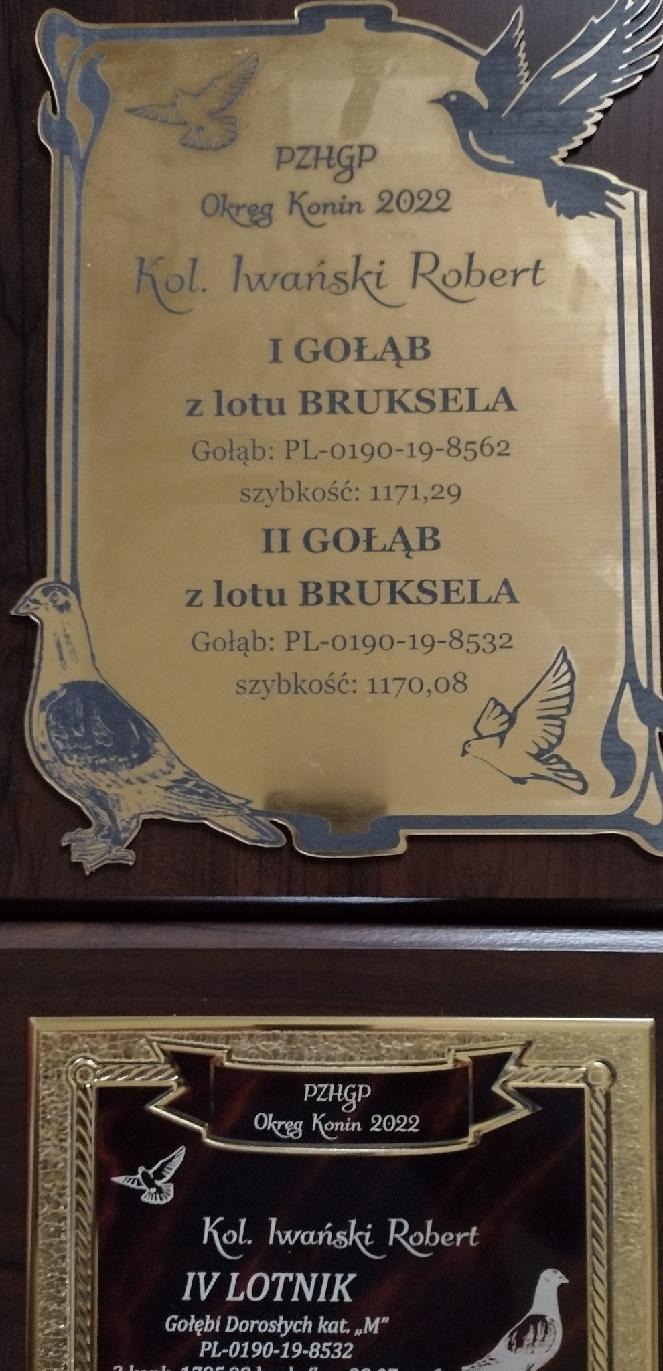 PZHGP
Okręg Konin 2022
Kol. Iwański Robert
I GOŁĄB
z lotu BRUKSELA
Gołąb: PL-0190-19-8562
szybkość: 1171,29
II GOŁĄB
z lotu BRUKSELA
Gołąb: PL-0190-19-8532
szybkość: 1170,08
PZHGP
Okręg Konin 2022
Kol. Iwański Robert
IV LOTNIK
Gołębi Dorosłych kat. „M”
PL-0190-19-8532